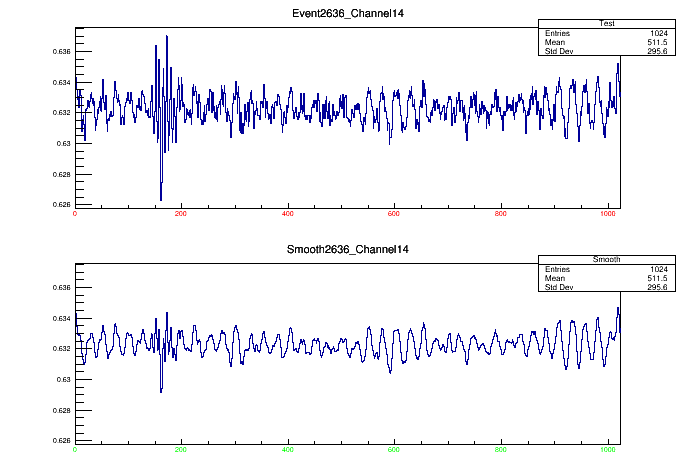 Event2636_Channel14
Test
Entries 1024
Mean 511.5
Std Dev 295.6
0.636
0.634
0.632
0.63
0.628
0.626
0 200 400 600 800 1000
Smooth2636_Channel14
Smooth
Entries 1024
Mean 511.5
Std Dev 295.6
0.636
0.634
0.632
0.63
0.628
0.626
0 200 400 600 800 1000